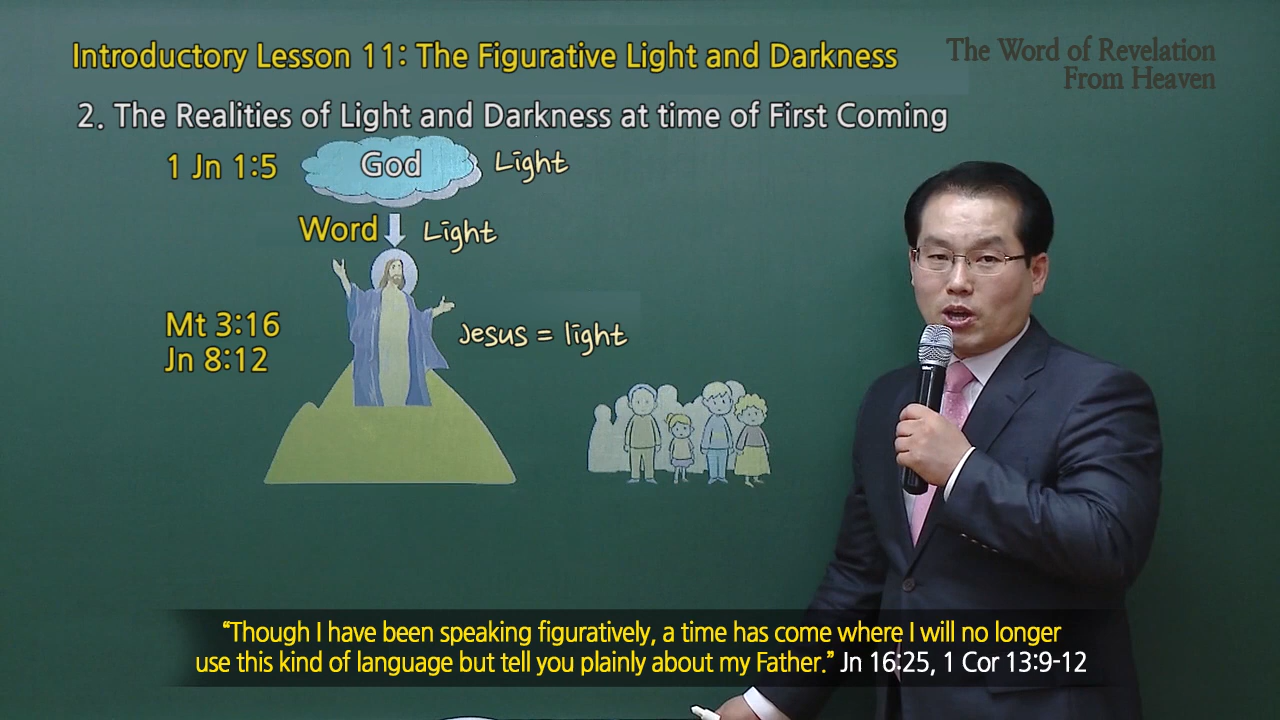 Introductory Lesson 11: The Figurative Light and Darkness
The Word of Revelation
From Heaven
2. The Realities of Light and Darkness at time of First Coming
1 Jn 1:5
God
Light
Word
Light
Mt 3:16
Jn 8:12
Jesus = light
“Though I have been speaking figuratively, a time has come where I will no longer
use this kind of language but tell you plainly about my Father.” Jn 16:25, 1 Cor 13:9-12